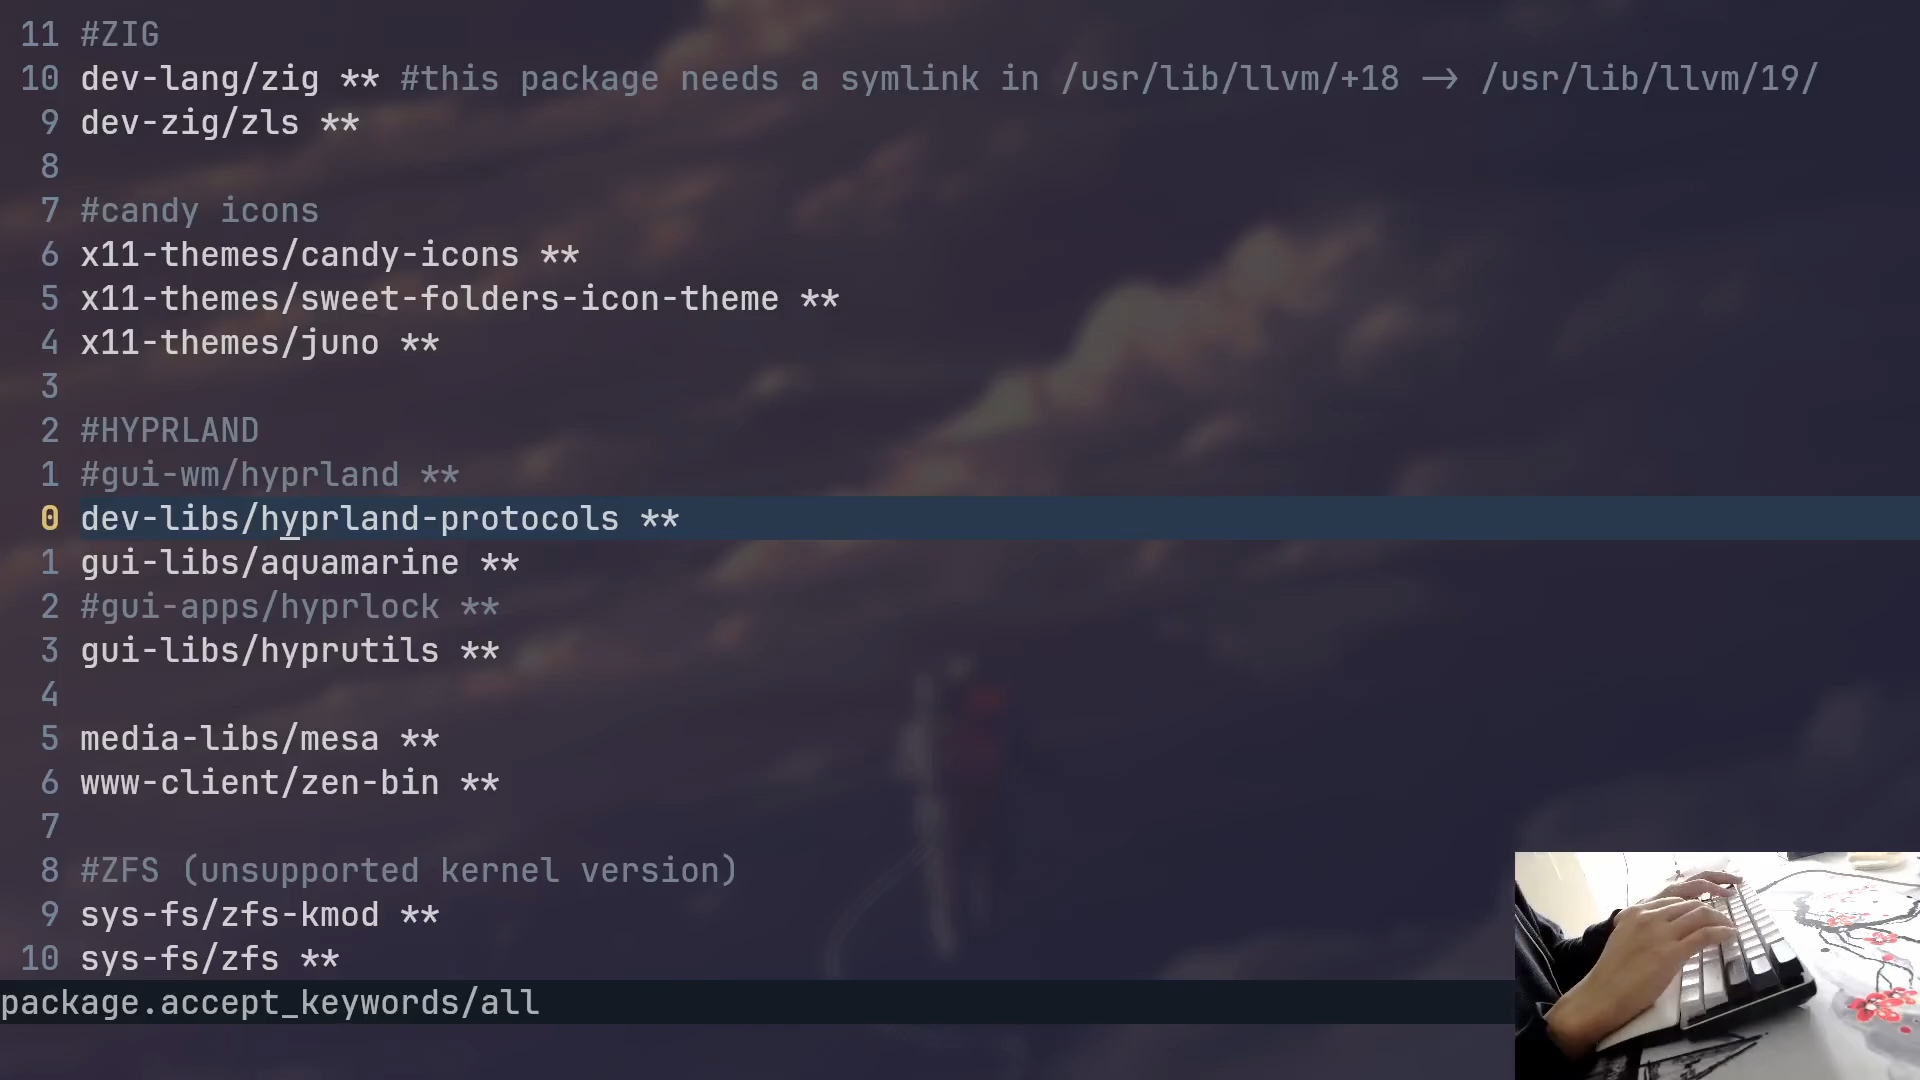 11 #ZIG
10 dev-lang/zig ** #this package needs a symlink in /usr/lib/llvm/+18 -> /usr/lib/llvm/19/
9 dev-zig/zls **
8
7 #candy icons
6 x11-themes/candy-icons **
5 x11-themes/sweet-folders-icon-theme **
4 x11-themes/juno **
3
2 #HYPRLAND
1 #gui-wm/hyprland **
0 dev-libs/hyprland-protocols **
1 gui-libs/aquamarine **
2 #gui-apps/hyprlock **
3 gui-libs/hyprutils **
4
5 media-libs/mesa **
6 www-client/zen-bin **
7
8 #ZFS (unsupported kernel version)
9 sys-fs/zfs-kmod **
10 sys-fs/zfs **
package.accept_keywords/all